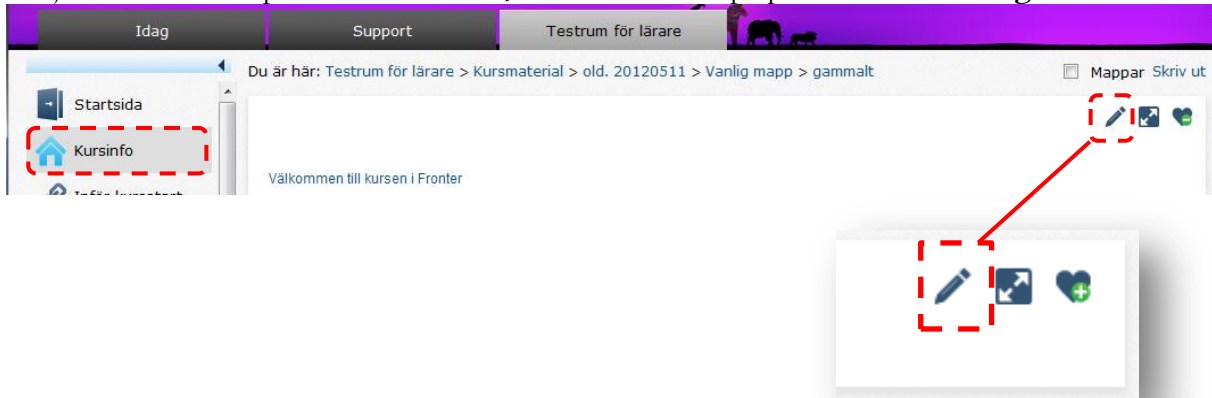 Idag Support Testrum för lärare
Du är här: Testrum för lärare > Kursmaterial > old. 20120511 > Vanlig mapp > gammalt Mappar Skriv ut
Startsida
Kursinfo
Välkommen till kursen i Fronter